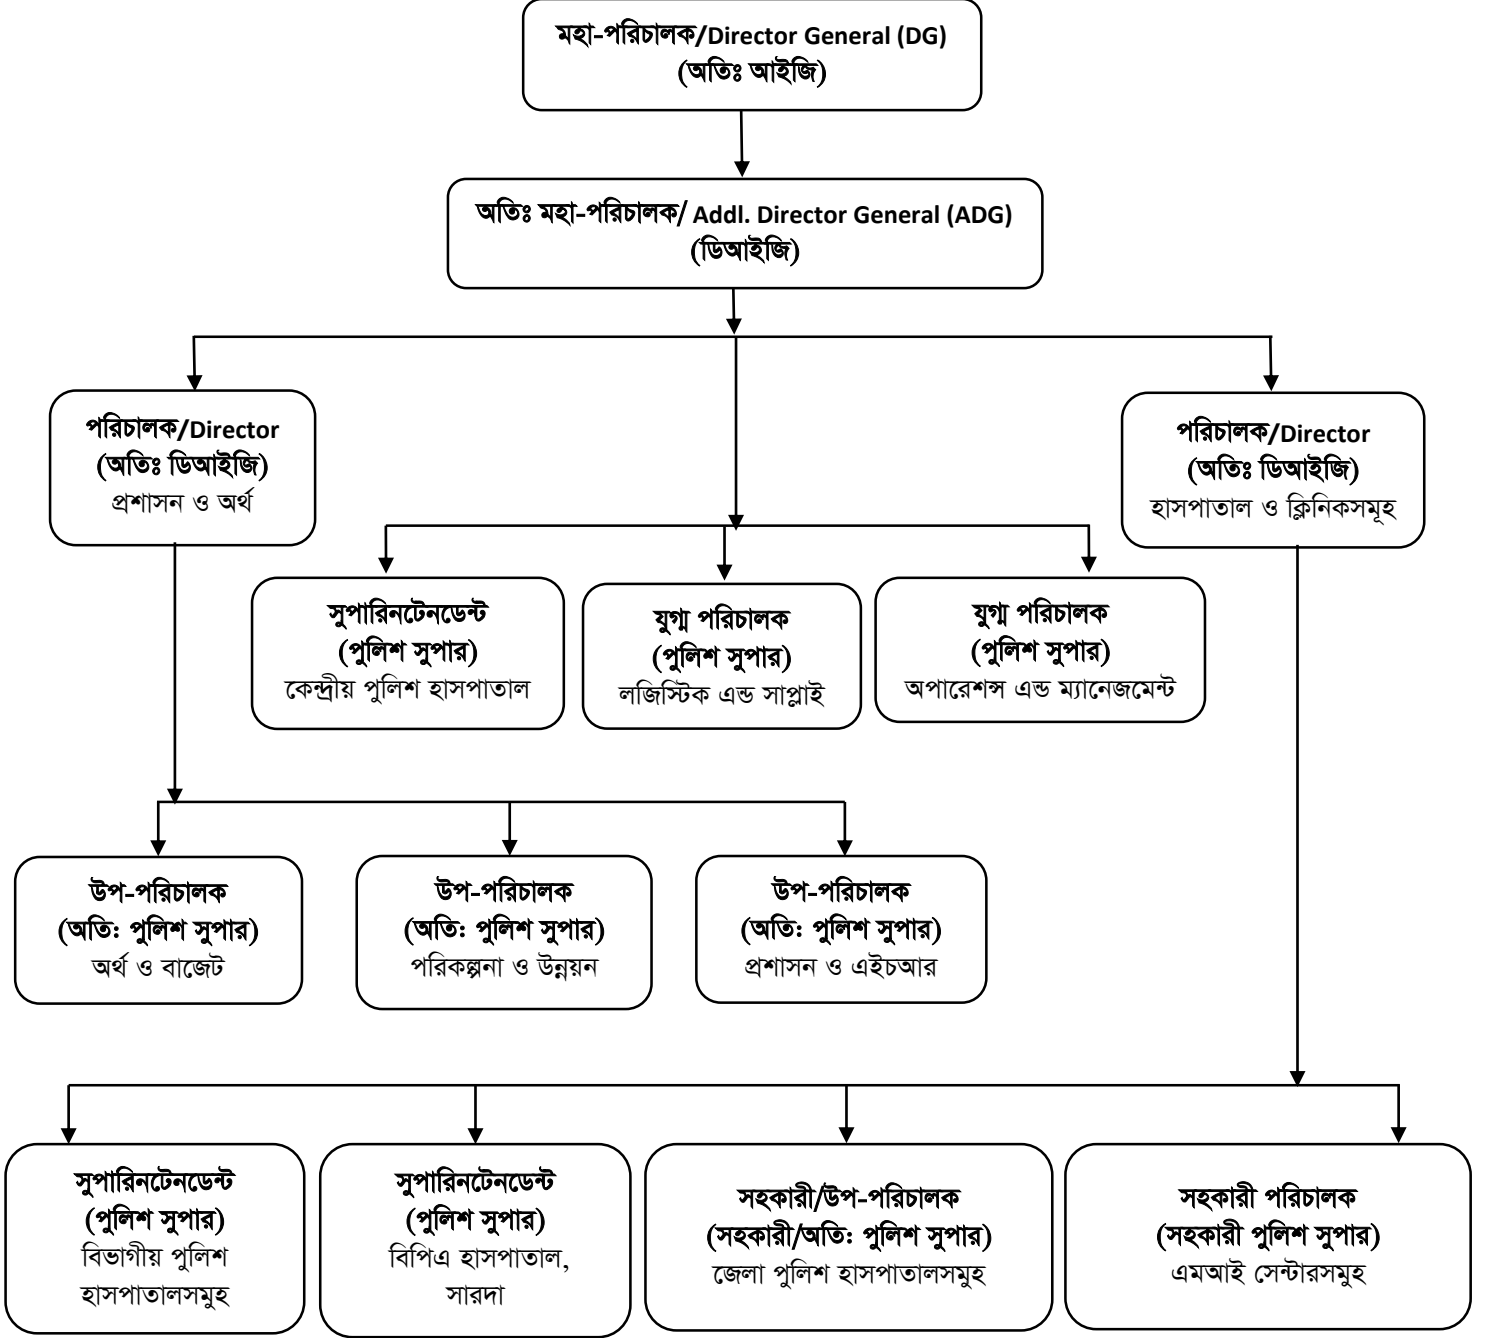 মহা-পরিচালক/Director General (DG)
(অতিঃ আইজি)
অতিঃ মহা-পরিচালক/ Addl. Director General (ADG)
(ডিআইজি)
পরিচালক/Director
(অতিঃ ডিআইজি)
প্রশাসন ও অর্থ
পরিচালক/Director
(অতিঃ ডিআইজি)
হাসপাতাল ও ক্লিনিকসমূহ
সুপারিনটেনডেন্ট
(পুলিশ সুপার)
কেন্দ্রীয় পুলিশ হাসপাতাল
যুগ্ম পরিচালক
(পুলিশ সুপার)
লজিস্টিক এন্ড সাপ্লাই
যুগ্ম পরিচালক
(পুলিশ সুপার)
অপারেশন্স এন্ড ম্যানেজমেন্ট
উপ-পরিচালক
(অতি: পুলিশ সুপার)
অর্থ ও বাজেট
উপ-পরিচালক
(অতি: পুলিশ সুপার)
পরিকল্পনা ও উন্নয়ন
উপ-পরিচালক
(অতি: পুলিশ সুপার)
প্রশাসন ও এইচআর
সুপারিনটেনডেন্ট
(পুলিশ সুপার)
বিভাগীয় পুলিশ
হাসপাতালসমুহ
সুপারিনটেনডেন্ট
(পুলিশ সুপার)
বিপিএ হাসপাতাল,
সারদা
সহকারী/উপ-পরিচালক
(সহকারী/অতি: পুলিশ সুপার)
জেলা পুলিশ হাসপাতালসমুহ
সহকারী পরিচালক
(সহকারী পুলিশ সুপার)
এমআই সেন্টারসমুহ